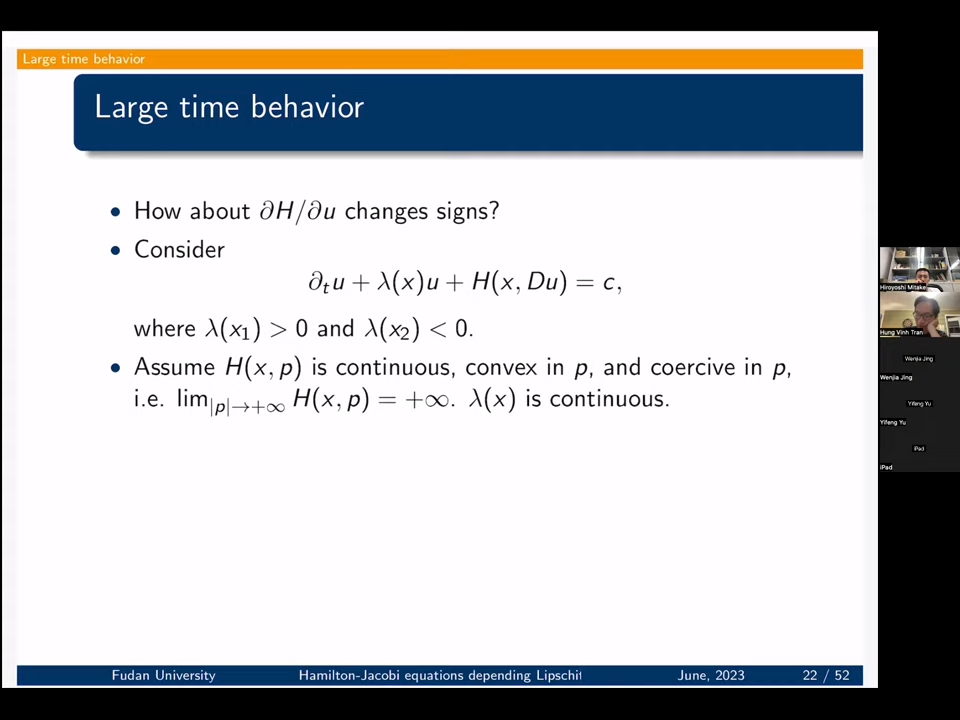 Large time behavior
Large time behavior
• How about ∂H/∂u changes signs?
• Consider
∂ₜu + λ(x)u + H(x, Du) = c,
where λ(x₁) > 0 and λ(x₂) < 0.
• Assume H(x, p) is continuous, convex in p, and coercive in p,
i.e. lim|p|→+∞ H(x, p) = +∞. λ(x) is continuous.
Fudan University Hamilton-Jacobi equations depending Lipschit June, 2023 22 / 52
Hiroyoshi Mitake
Hung Vinh Tran
Wenjia Jing
Wenjia Jing
Yifeng Yu
Yifeng Yu
iPad
iPad